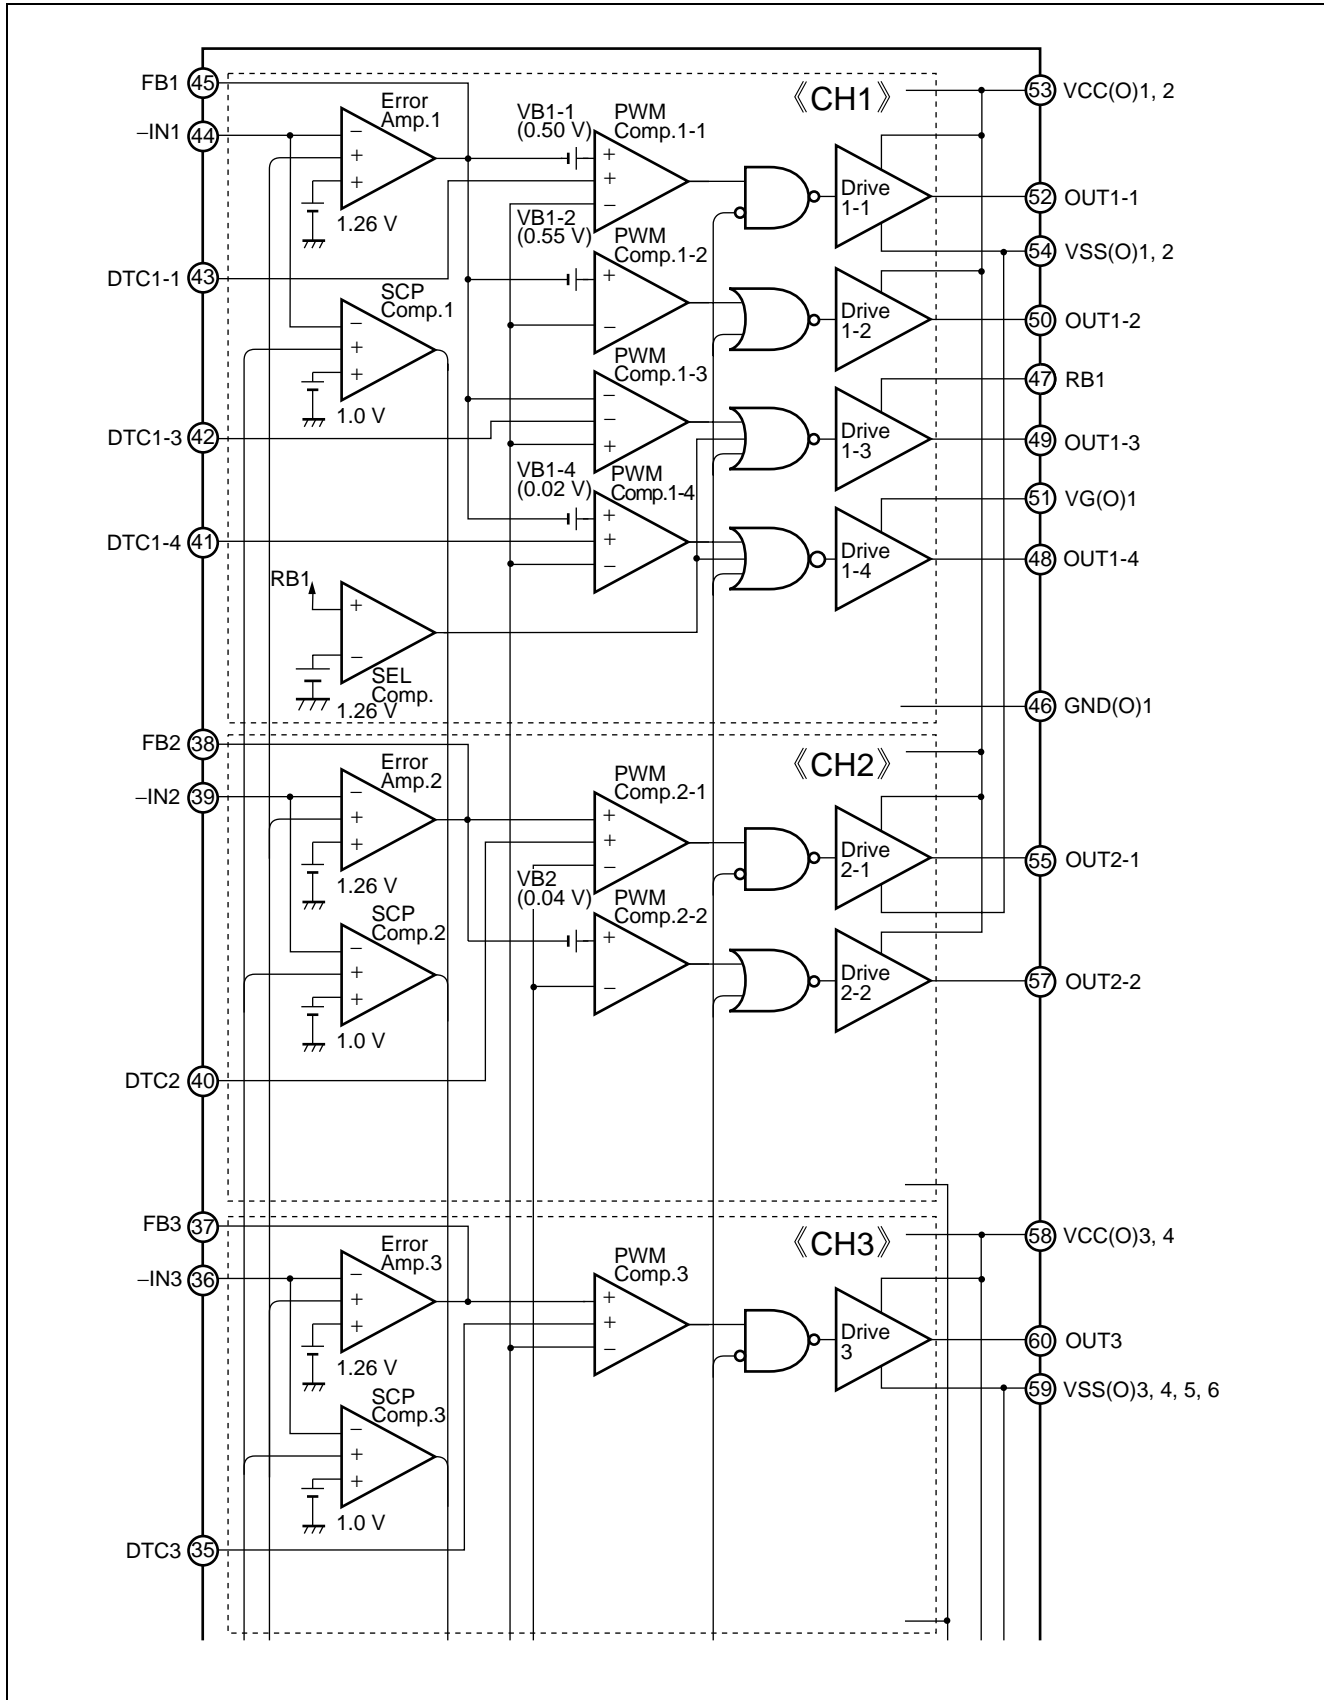 FB1 45
–IN1 44
DTC1-1 43
DTC1-3 42
DTC1-4 41
《CH1》
Error
Amp.1
–
+
+
1.26 V
SCP
Comp.1
–
+
+
1.0 V
RB1
+
–
SEL
Comp.
1.26 V
VB1-1
(0.50 V)
PWM
Comp.1-1
+
+
–
VB1-2
(0.55 V)
PWM
Comp.1-2
+
–
PWM
Comp.1-3
–
–
+
VB1-4
(0.02 V)
PWM
Comp.1-4
+
+
–
Drive
1-1
Drive
1-2
Drive
1-3
Drive
1-4
53 VCC(O)1, 2
52 OUT1-1
54 VSS(O)1, 2
50 OUT1-2
47 RB1
49 OUT1-3
51 VG(O)1
48 OUT1-4
46 GND(O)1
FB2 38
–IN2 39
DTC2 40
《CH2》
Error
Amp.2
–
+
+
1.26 V
SCP
Comp.2
–
+
+
1.0 V
PWM
Comp.2-1
+
+
–
VB2
(0.04 V)
PWM
Comp.2-2
+
–
Drive
2-1
Drive
2-2
55 OUT2-1
57 OUT2-2
FB3 37
–IN3 36
DTC3 35
《CH3》
Error
Amp.3
–
+
+
1.26 V
SCP
Comp.3
–
+
+
1.0 V
PWM
Comp.3
+
+
–
Drive
3
58 VCC(O)3, 4
60 OUT3
59 VSS(O)3, 4, 5, 6